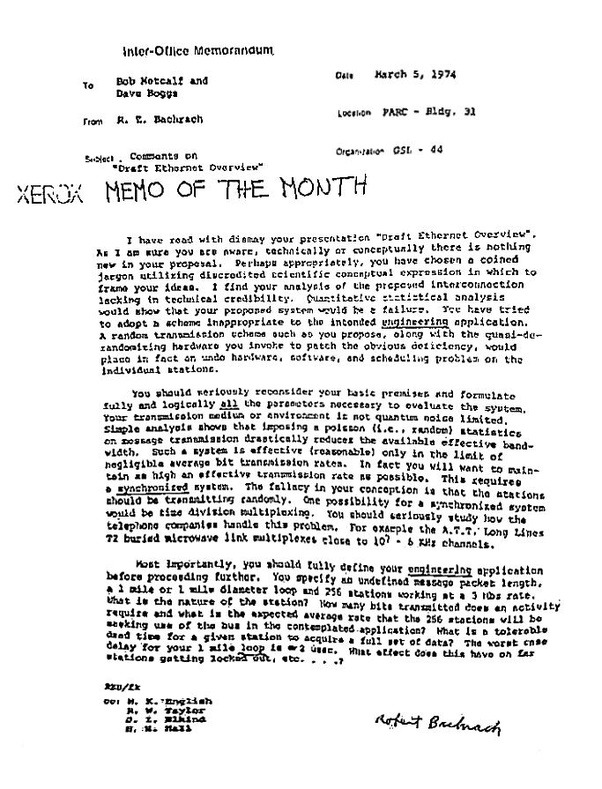 Inter-Office Memorandum
To Bob Metcalf and
Dave Boggs
Date March 5, 1974
From R. Z. Bachrach
Location PARC - Bldg. 31
Subject Comments on
"Draft Ethernet Overview"
Organization GSL - 44
XEROX MEMO OF THE MONTH
I have read with dismay your presentation "Draft Ethernet Overview".
As I am sure you are aware, technically or conceptually there is nothing
new in your proposal. Perhaps appropriately, you have chosen a coined
jargon utilizing discredited scientific conceptual expression in which to
frame your ideas. I find your analysis of the proposed interconnection
lacking in technical credibility. Quantitative statistical analysis
would show that your proposed system would be a failure. You have tried
to adopt a scheme inappropriate to the intended engineering application.
A random transmission scheme such as you propose, along with the quasi-de-
randomizing hardware you invoke to patch the obvious deficiency, would
place in fact an undo hardware, software, and scheduling problem on the
individual stations.
You should seriously reconsider your basic premises and formulate
fully and logically all the parameters necessary to evaluate the system.
Your transmission medium or environment is not quantum noise limited.
Simple analysis shows that imposing a poisson (i.e., random) statistics
on message transmission drastically reduces the available effective band-
width. Such a system is effective (reasonable) only in the limit of
negligible average bit transmission rates. In fact you will want to main-
tain as high an effective transmission rate as possible. This requires
a synchronized system. The fallacy in your conception is that the stations
should be transmitting randomly. One possibility for a synchronized system
would be time division multiplexing. You should seriously study how the
telephone companies handle this problem. For example the A.T.T. Long Lines
72 buried microwave link multiplexes close to 10⁷ - 6 KHz channels.
Most importantly, you should fully define your engineering application
before proceeding further. You specify an undefined message packet length,
a 1 mile or 1 mile diameter loop and 256 stations working at a 3 Mbs rate.
What is the nature of the station? How many bits transmitted does an activity
require and what is the expected average rate that the 256 stations will be
seeking use of the bus in the contemplated application? What is a tolerable
dead time for a given station to acquire a full set of data? The worst case
delay for your 1 mile loop is 2 usec. What effect does this have on far
stations getting locked out, etc. . . .?
cc: W. K. English
R. W. Taylor
J. I. Elkind
H. H. Hall
Robert Bachrach